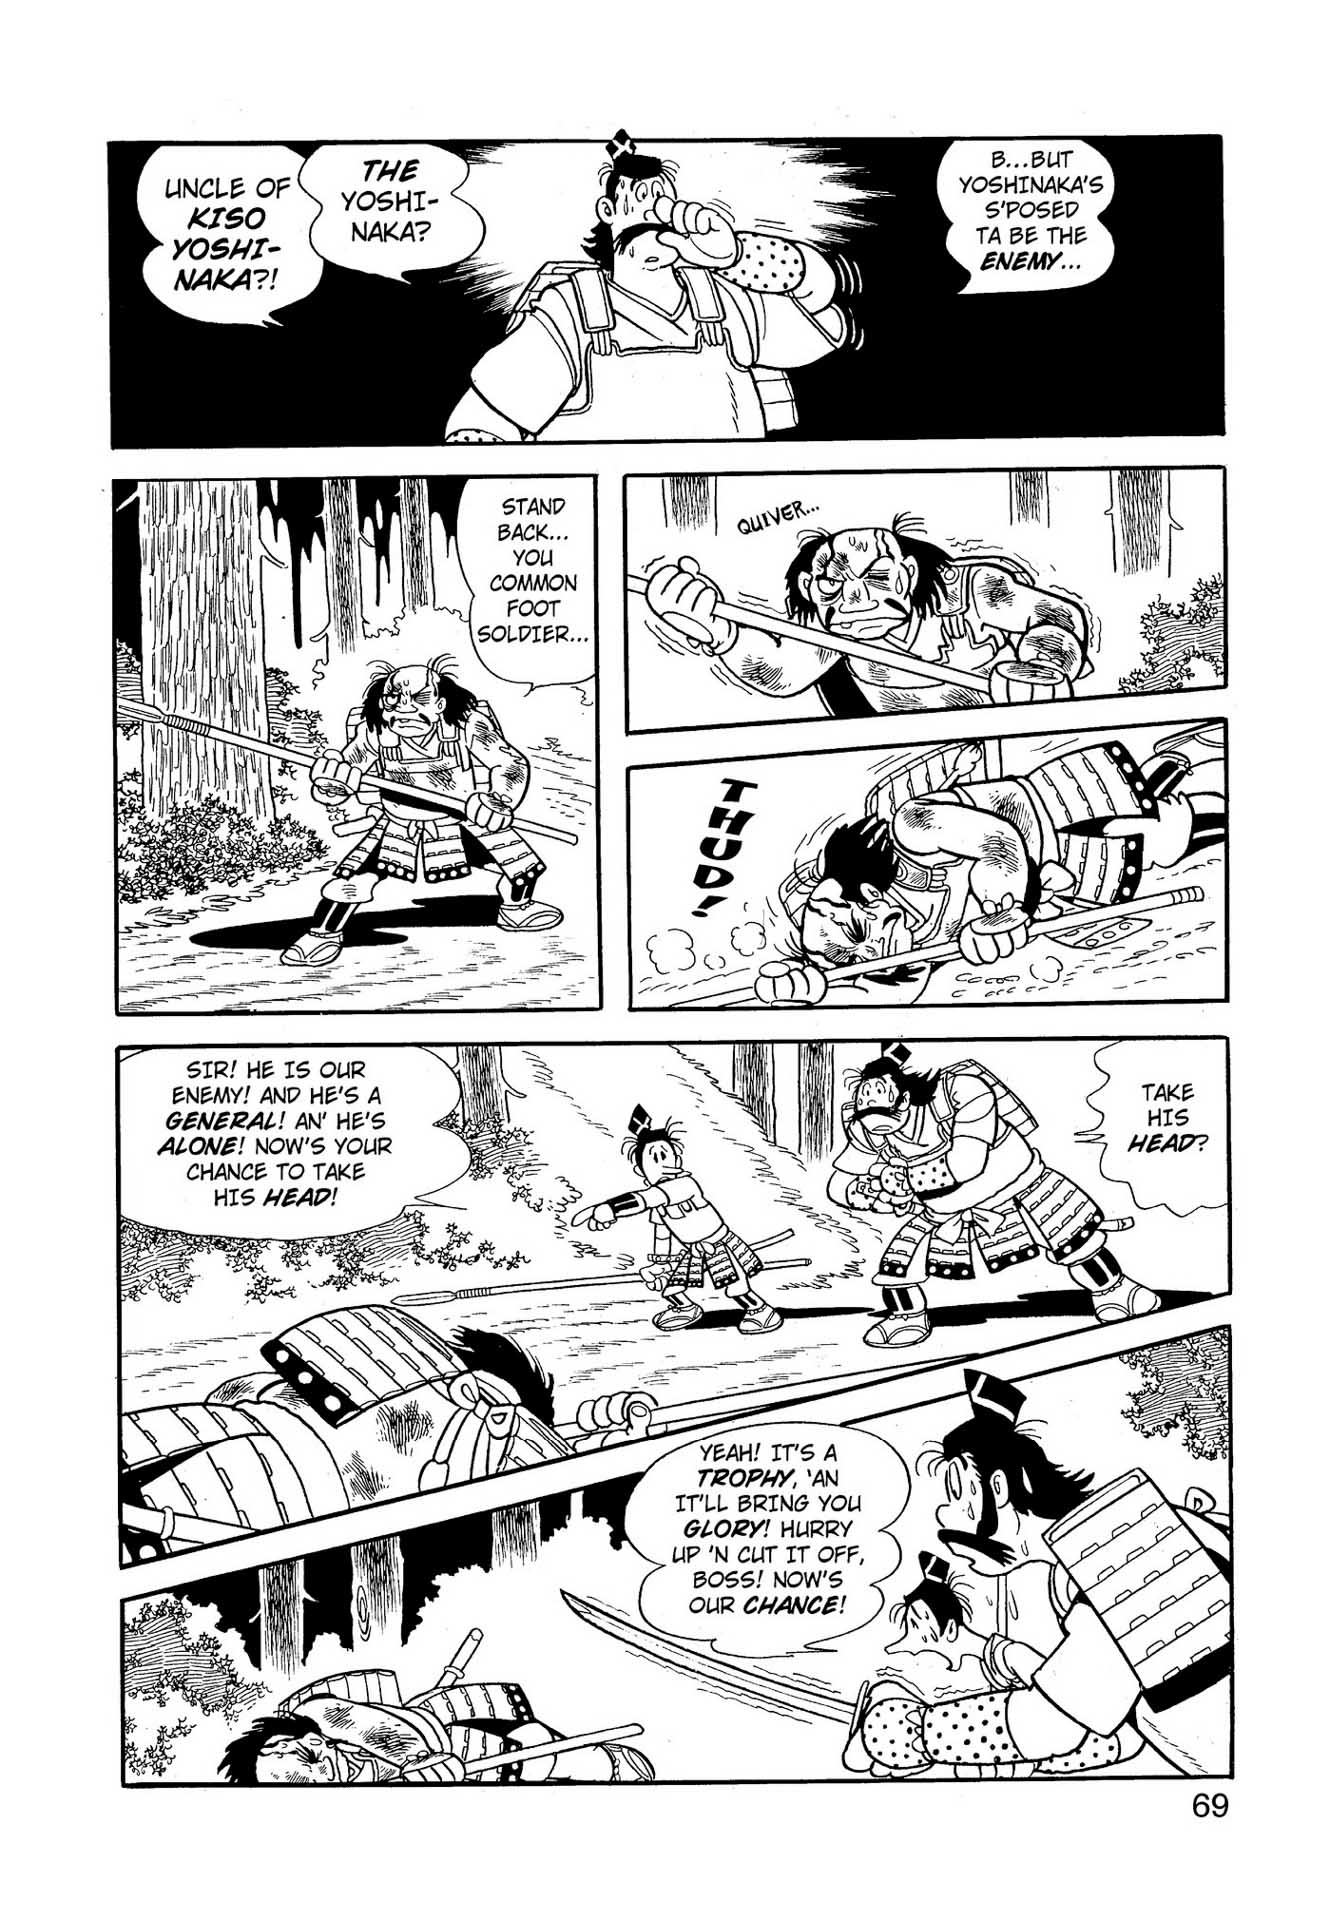 UNCLE OF
KISO
YOSHI-
NAKA?!
THE
YOSHI-
NAKA?
B...BUT
YOSHINAKA'S
S'POSED
TA BE THE
ENEMY...
STAND
BACK...
YOU
COMMON
FOOT
SOLDIER...
QUIVER...
THUD!
SIR! HE IS OUR
ENEMY! AND HE'S A
GENERAL! AN' HE'S
ALONE! NOW'S YOUR
CHANCE TO TAKE
HIS HEAD!
TAKE
HIS
HEAD?
YEAH! IT'S A
TROPHY, 'AN
IT'LL BRING YOU
GLORY! HURRY
UP 'N CUT IT OFF,
BOSS! NOW'S
OUR CHANCE!
69